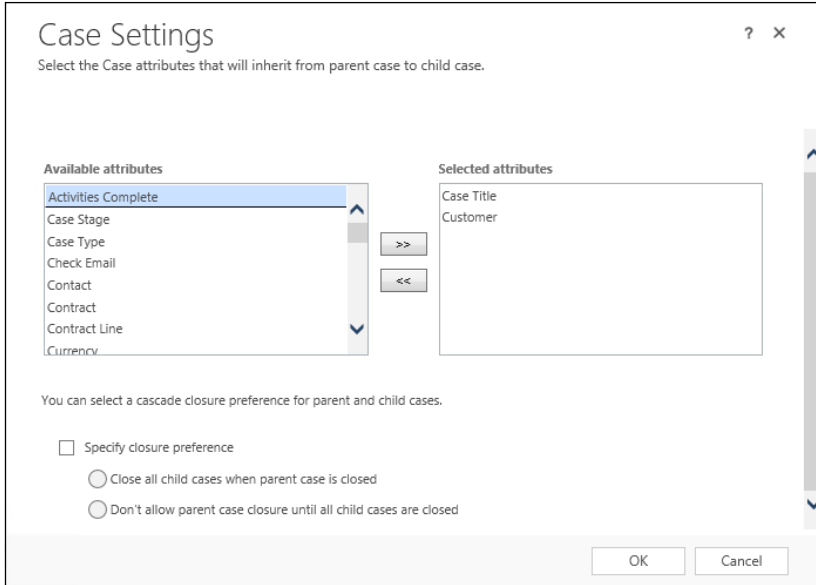 Case Settings
? ×
Select the Case attributes that will inherit from parent case to child case.
Available attributes
Activities Complete
Case Stage
Case Type
Check Email
Contact
Contract
Contract Line
Currency
>>
<<
Selected attributes
Case Title
Customer
You can select a cascade closure preference for parent and child cases.
Specify closure preference
Close all child cases when parent case is closed
Don't allow parent case closure until all child cases are closed
OK
Cancel